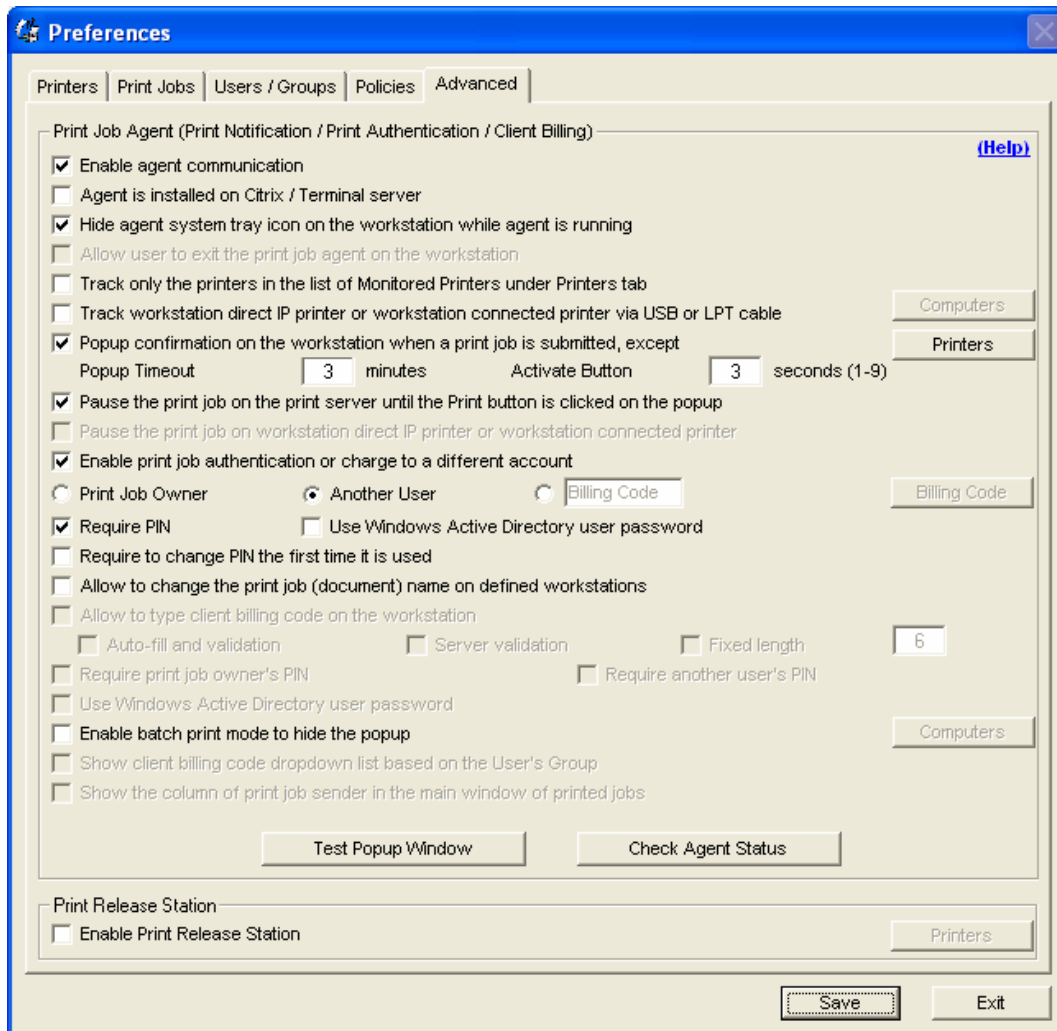 Preferences
Printers Print Jobs Users / Groups Policies Advanced
Print Job Agent (Print Notification / Print Authentication / Client Billing)
(Help)
Enable agent communication
Agent is installed on Citrix / Terminal server
Hide agent system tray icon on the workstation while agent is running
Allow user to exit the print job agent on the workstation
Track only the printers in the list of Monitored Printers under Printers tab
Track workstation direct IP printer or workstation connected printer via USB or LPT cable Computers
Popup confirmation on the workstation when a print job is submitted, except Printers
Popup Timeout 3 minutes Activate Button 3 seconds (1-9)
Pause the print job on the print server until the Print button is clicked on the popup
Pause the print job on workstation direct IP printer or workstation connected printer
Enable print job authentication or charge to a different account
Print Job Owner Another User Billing Code Billing Code
Require PIN Use Windows Active Directory user password
Require to change PIN the first time it is used
Allow to change the print job (document) name on defined workstations
Allow to type client billing code on the workstation
Auto-fill and validation Server validation Fixed length 6
Require print job owner's PIN Require another user's PIN
Use Windows Active Directory user password
Enable batch print mode to hide the popup Computers
Show client billing code dropdown list based on the User's Group
Show the column of print job sender in the main window of printed jobs
Test Popup Window Check Agent Status
Print Release Station
Enable Print Release Station Printers
Save Exit